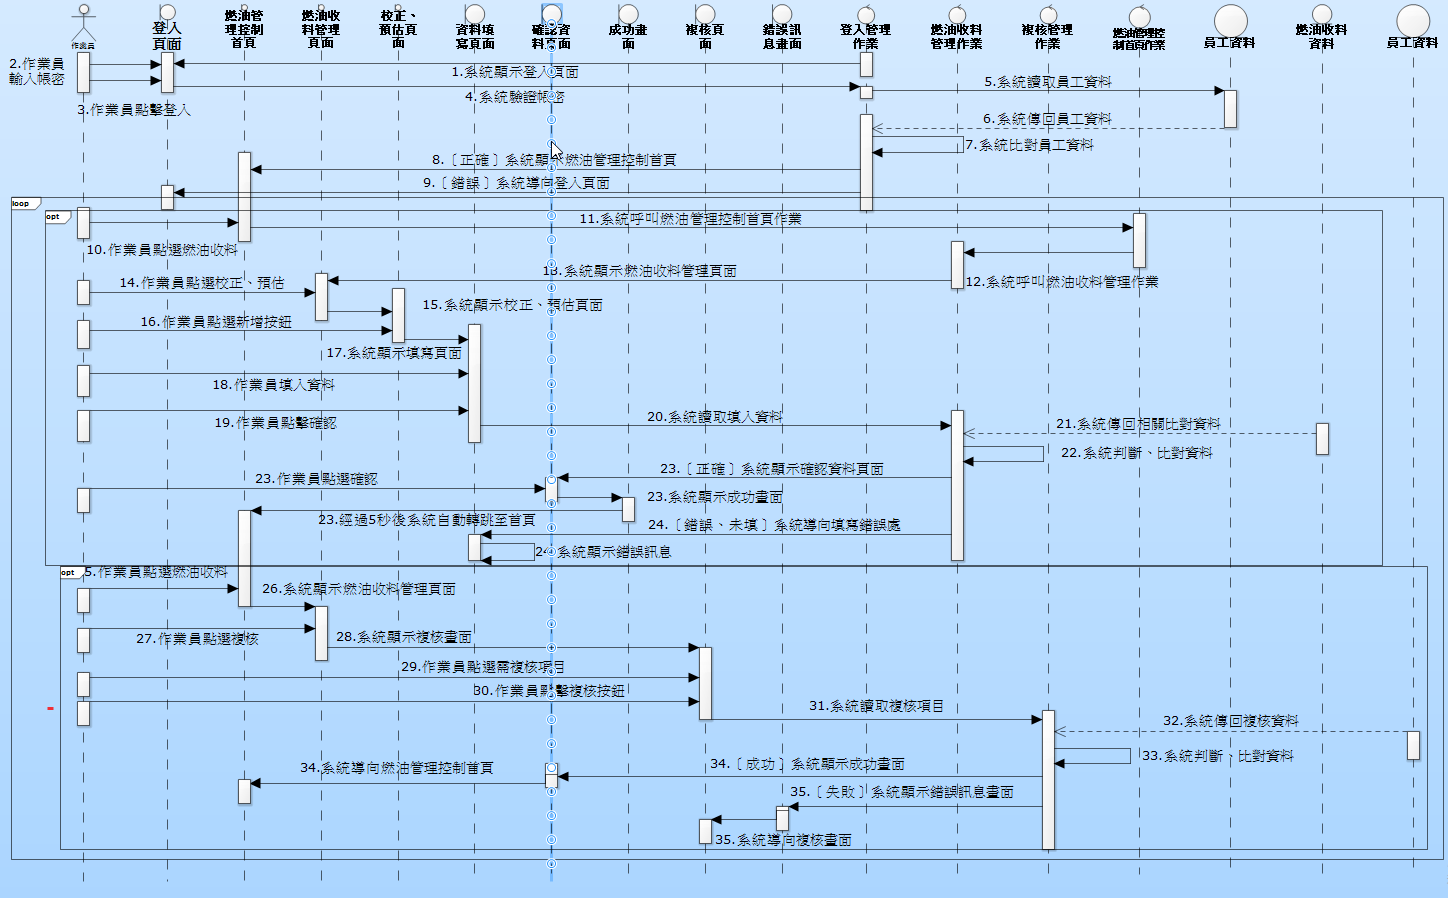 作業員
登入
頁面
燃油管
理控制
首頁
燃油收
料管理
頁面
校正、
預估頁
面
資料填
寫頁面
確認資
料頁面
成功畫
面
複核頁
面
錯誤訊
息畫面
登入管理
作業
燃油收料
管理作業
複核管理
作業
燃油管理控
制首頁作業
員工資料
燃油收料
資料
員工資料
2.作業員
輸入帳密
1.系統顯示登入頁面
3.作業員點擊登入
4.系統驗證帳密
5.系統讀取員工資料
6.系統傳回員工資料
7.系統比對員工資料
8.〔正確〕系統顯示燃油管理控制首頁
9.〔錯誤〕系統導向登入頁面
loop
opt
11.系統呼叫燃油管理控制首頁作業
10.作業員點選燃油收料
13.系統顯示燃油收料管理頁面
12.系統呼叫燃油收料管理作業
14.作業員點選校正、預估
15.系統顯示校正、預估頁面
16.作業員點選新增按鈕
17.系統顯示填寫頁面
18.作業員填入資料
19.作業員點擊確認
20.系統讀取填入資料
21.系統傳回相關比對資料
22.系統判斷、比對資料
23.〔正確〕系統顯示確認資料頁面
23.作業員點選確認
23.系統顯示成功畫面
23.經過5秒後系統自動轉跳至首頁
24.〔錯誤、未填〕系統導向填寫錯誤處
24.系統顯示錯誤訊息
opt
5.作業員點選燃油收料
26.系統顯示燃油收料管理頁面
27.作業員點選複核
28.系統顯示複核畫面
29.作業員點選需複核項目
30.作業員點擊複核按鈕
31.系統讀取複核項目
32.系統傳回複核資料
33.系統判斷、比對資料
34.〔成功〕系統顯示成功畫面
34.系統導向燃油管理控制首頁
35.〔失敗〕系統顯示錯誤訊息畫面
35.系統導向複核畫面